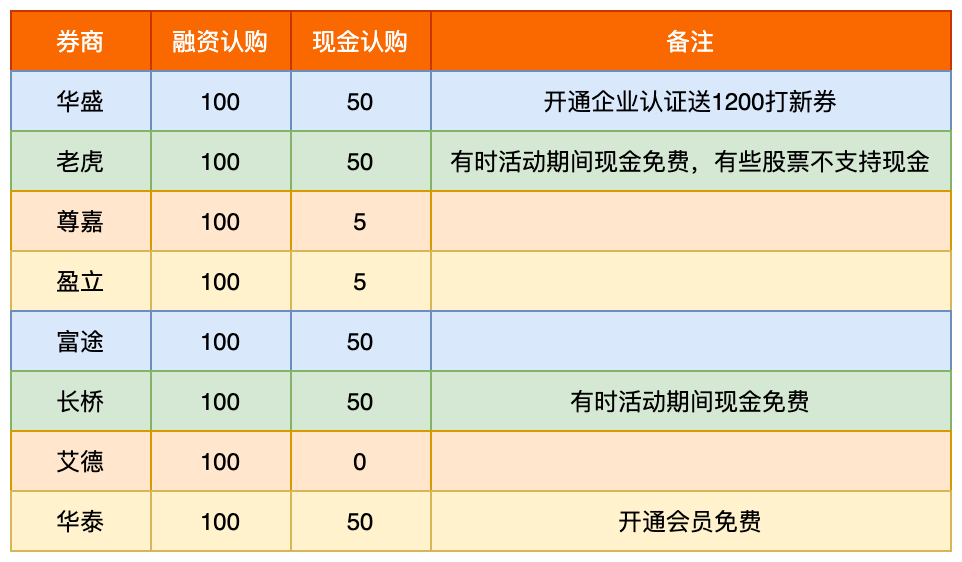 券商 融资认购 现金认购 备注
华盛 100 50 开通企业认证送1200打新券
老虎 100 50 有时活动期间现金免费，有些股票不支持现金
尊嘉 100 5
盈立 100 5
富途 100 50
长桥 100 50 有时活动期间现金免费
艾德 100 0
华泰 100 50 开通会员免费